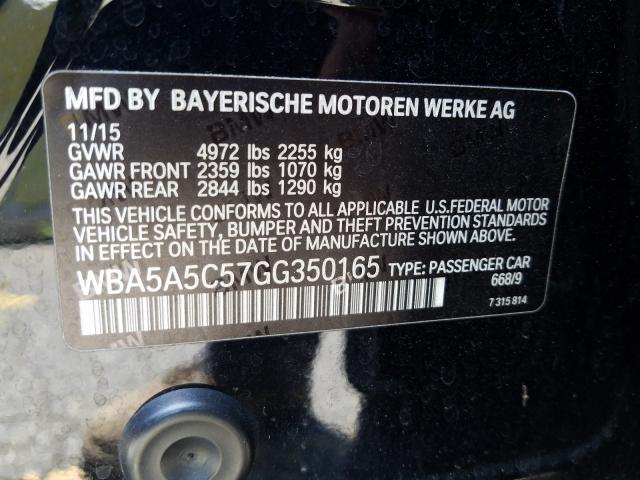 MFD BY BAYERISCHE MOTOREN WERKE AG
11/15
GVWR 4972 lbs 2255 kg
GAWR FRONT 2359 lbs 1070 kg
GAWR REAR 2844 lbs 1290 kg
THIS VEHICLE CONFORMS TO ALL APPLICABLE U.S.FEDERAL MOTOR
VEHICLE SAFETY, BUMPER AND THEFT PREVENTION STANDARDS
IN EFFECT ON THE DATE OF MANUFACTURE SHOWN ABOVE.
WBA5A5C57GG350165 TYPE: PASSENGER CAR
668/9
7 315 814